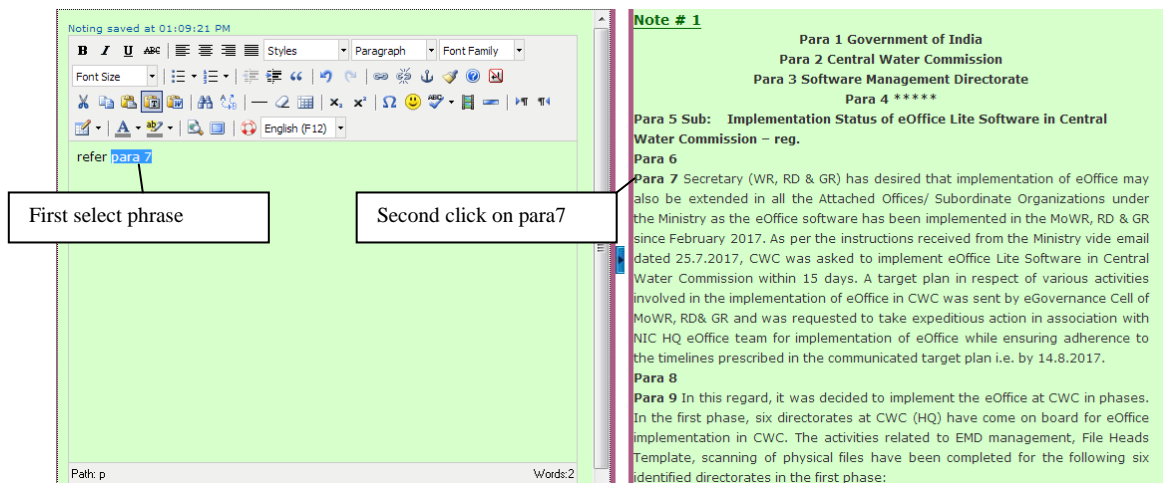 Noting saved at 01:09:21 PM
B I U ABC Styles Paragraph Font Family
Font Size
English (F12)
refer para 7
First select phrase
Second click on para7
Path: p Words:2
Note # 1
Para 1 Government of India
Para 2 Central Water Commission
Para 3 Software Management Directorate
Para 4 *****
Para 5 Sub: Implementation Status of eOffice Lite Software in Central
Water Commission – reg.
Para 6
Para 7 Secretary (WR, RD & GR) has desired that implementation of eOffice may
also be extended in all the Attached Offices/ Subordinate Organizations under
the Ministry as the eOffice software has been implemented in the MoWR, RD & GR
since February 2017. As per the instructions received from the Ministry vide email
dated 25.7.2017, CWC was asked to implement eOffice Lite Software in Central
Water Commission within 15 days. A target plan in respect of various activities
involved in the implementation of eOffice in CWC was sent by eGovernance Cell of
MoWR, RD& GR and was requested to take expeditious action in association with
NIC HQ eOffice team for implementation of eOffice while ensuring adherence to
the timelines prescribed in the communicated target plan i.e. by 14.8.2017.
Para 8
Para 9 In this regard, it was decided to implement the eOffice at CWC in phases.
In the first phase, six directorates at CWC (HQ) have come on board for eOffice
implementation in CWC. The activities related to EMD management, File Heads
Template, scanning of physical files have been completed for the following six
identified directorates in the first phase: